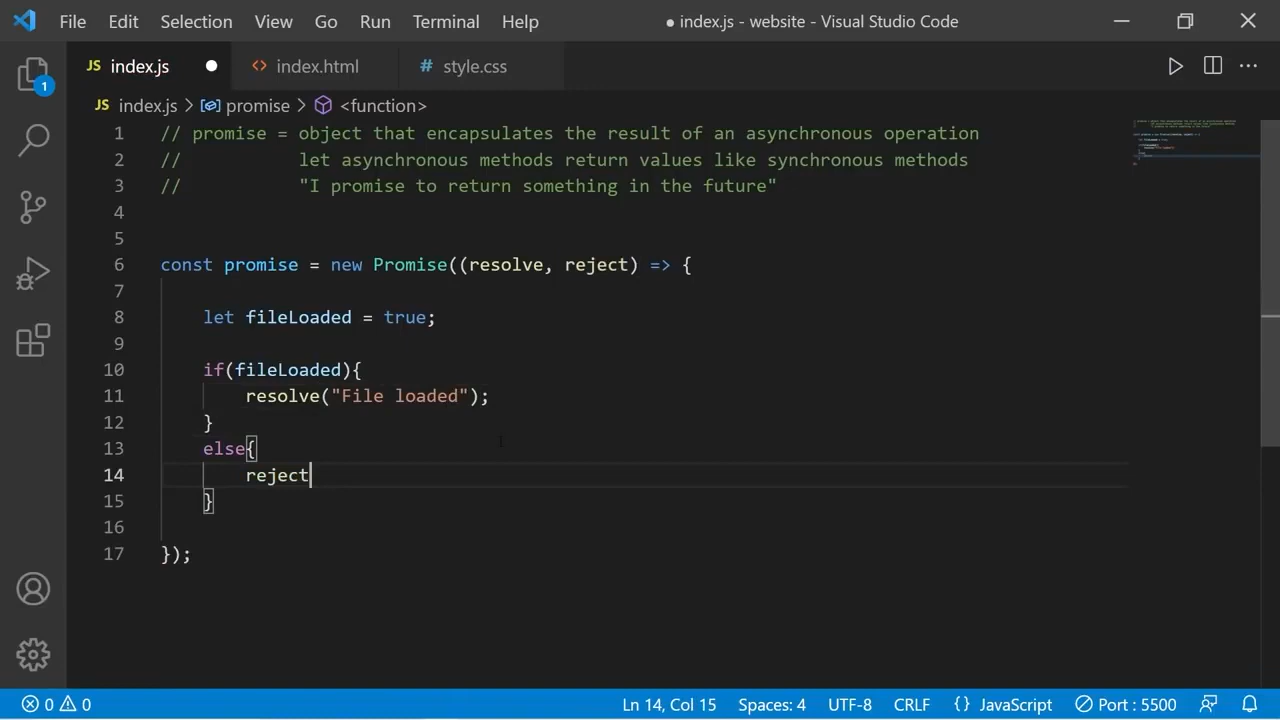 File Edit Selection View Go Run Terminal Help ● index.js - website - Visual Studio Code
JS index.js ● <> index.html # style.css
JS index.js > promise > <function>
1 // promise = object that encapsulates the result of an asynchronous operation
2 // let asynchronous methods return values like synchronous methods
3 // "I promise to return something in the future"
4
5
6 const promise = new Promise((resolve, reject) => {
7
8 let fileLoaded = true;
9
10 if(fileLoaded){
11 resolve("File loaded");
12 }
13 else{
14 reject
15 }
16
17 });
1
0 0 Ln 14, Col 15 Spaces: 4 UTF-8 CRLF {} JavaScript Port : 5500